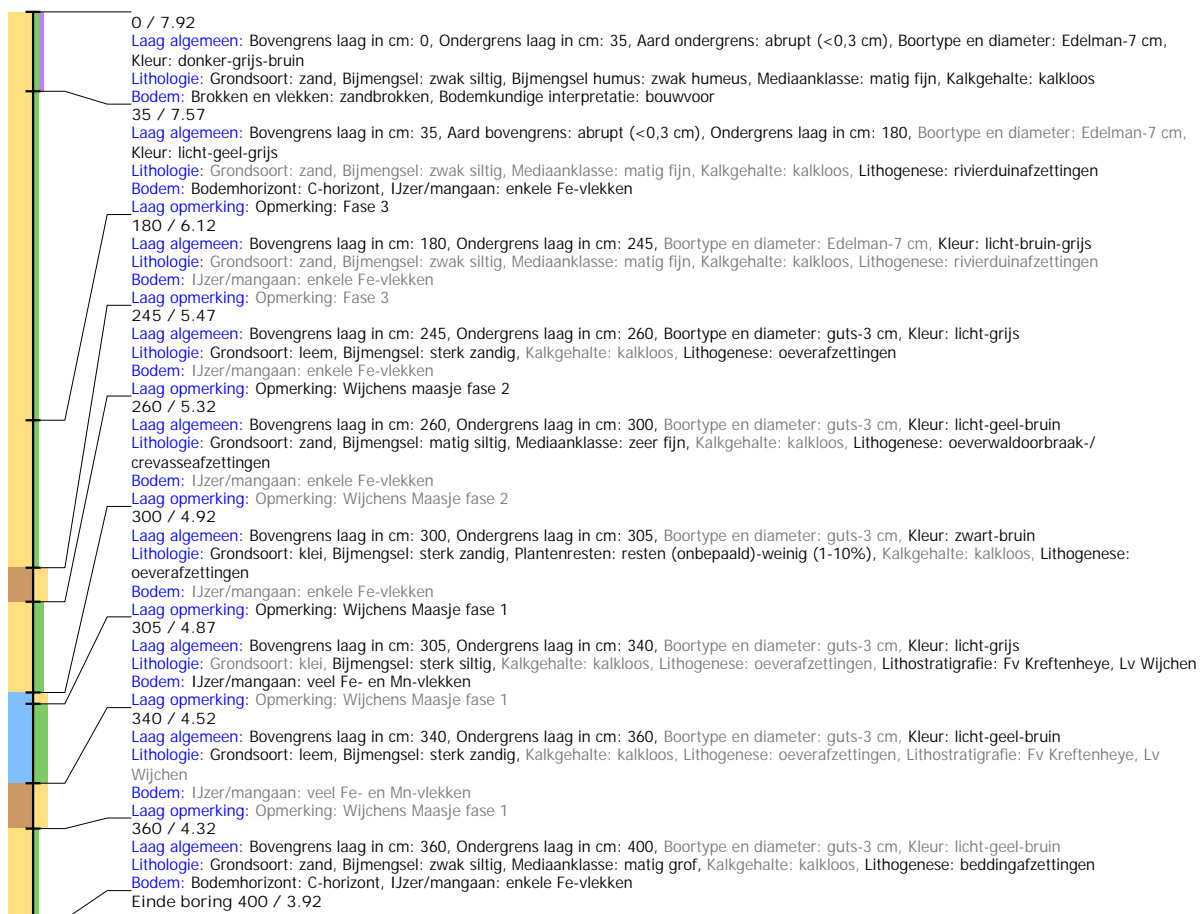 0 / 7.92
Laag algemeen: Bovengrens laag in cm: 0, Ondergrens laag in cm: 35, Aard ondergrens: abrupt (<0,3 cm), Boortype en diameter: Edelman-7 cm,
Kleur: donker-grijs-bruin
Lithologie: Grondsoort: zand, Bijmengsel: zwak siltig, Bijmengsel humus: zwak humeus, Mediaanklasse: matig fijn, Kalkgehalte: kalkloos
Bodem: Brokken en vlekken: zandbrokken, Bodemkundige interpretatie: bouwvoor
35 / 7.57
Laag algemeen: Bovengrens laag in cm: 35, Aard bovengrens: abrupt (<0,3 cm), Ondergrens laag in cm: 180, Boortype en diameter: Edelman-7 cm,
Kleur: licht-geel-grijs
Lithologie: Grondsoort: zand, Bijmengsel: zwak siltig, Mediaanklasse: matig fijn, Kalkgehalte: kalkloos, Lithogenese: rivierduinafzettingen
Bodem: Bodemhorizont: C-horizont, IJzer/mangaan: enkele Fe-vlekken
Laag opmerking: Opmerking: Fase 3
180 / 6.12
Laag algemeen: Bovengrens laag in cm: 180, Ondergrens laag in cm: 245, Boortype en diameter: Edelman-7 cm, Kleur: licht-bruin-grijs
Lithologie: Grondsoort: zand, Bijmengsel: zwak siltig, Mediaanklasse: matig fijn, Kalkgehalte: kalkloos, Lithogenese: rivierduinafzettingen
Bodem: IJzer/mangaan: enkele Fe-vlekken
Laag opmerking: Opmerking: Fase 3
245 / 5.47
Laag algemeen: Bovengrens laag in cm: 245, Ondergrens laag in cm: 260, Boortype en diameter: guts-3 cm, Kleur: licht-grijs
Lithologie: Grondsoort: leem, Bijmengsel: sterk zandig, Kalkgehalte: kalkloos, Lithogenese: oeverafzettingen
Bodem: IJzer/mangaan: enkele Fe-vlekken
Laag opmerking: Opmerking: Wijchens maasje fase 2
260 / 5.32
Laag algemeen: Bovengrens laag in cm: 260, Ondergrens laag in cm: 300, Boortype en diameter: guts-3 cm, Kleur: licht-geel-bruin
Lithologie: Grondsoort: zand, Bijmengsel: matig siltig, Mediaanklasse: zeer fijn, Kalkgehalte: kalkloos, Lithogenese: oeverwaldoorbraak-/
crevasseafzettingen
Bodem: IJzer/mangaan: enkele Fe-vlekken
Laag opmerking: Opmerking: Wijchens Maasje fase 2
300 / 4.92
Laag algemeen: Bovengrens laag in cm: 300, Ondergrens laag in cm: 305, Boortype en diameter: guts-3 cm, Kleur: zwart-bruin
Lithologie: Grondsoort: klei, Bijmengsel: sterk zandig, Plantenresten: resten (onbepaald)-weinig (1-10%), Kalkgehalte: kalkloos, Lithogenese:
oeverafzettingen
Bodem: IJzer/mangaan: enkele Fe-vlekken
Laag opmerking: Opmerking: Wijchens Maasje fase 1
305 / 4.87
Laag algemeen: Bovengrens laag in cm: 305, Ondergrens laag in cm: 340, Boortype en diameter: guts-3 cm, Kleur: licht-grijs
Lithologie: Grondsoort: klei, Bijmengsel: sterk siltig, Kalkgehalte: kalkloos, Lithogenese: oeverafzettingen, Lithostratigrafie: Fv Kreftenheye, Lv Wijchen
Bodem: IJzer/mangaan: veel Fe- en Mn-vlekken
Laag opmerking: Opmerking: Wijchens Maasje fase 1
340 / 4.52
Laag algemeen: Bovengrens laag in cm: 340, Ondergrens laag in cm: 360, Boortype en diameter: guts-3 cm, Kleur: licht-geel-bruin
Lithologie: Grondsoort: leem, Bijmengsel: sterk zandig, Kalkgehalte: kalkloos, Lithogenese: oeverafzettingen, Lithostratigrafie: Fv Kreftenheye, Lv
Wijchen
Bodem: IJzer/mangaan: veel Fe- en Mn-vlekken
Laag opmerking: Opmerking: Wijchens Maasje fase 1
360 / 4.32
Laag algemeen: Bovengrens laag in cm: 360, Ondergrens laag in cm: 400, Boortype en diameter: guts-3 cm, Kleur: licht-geel-bruin
Lithologie: Grondsoort: zand, Bijmengsel: zwak siltig, Mediaanklasse: matig grof, Kalkgehalte: kalkloos, Lithogenese: beddingafzettingen
Bodem: Bodemhorizont: C-horizont, IJzer/mangaan: enkele Fe-vlekken
Einde boring 400 / 3.92